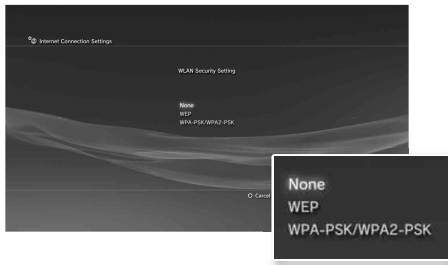 Internet Connection Settings
WLAN Security Setting
None
WEP
WPA-PSK/WPA2-PSK
Cancel
None
WEP
WPA-PSK/WPA2-PSK